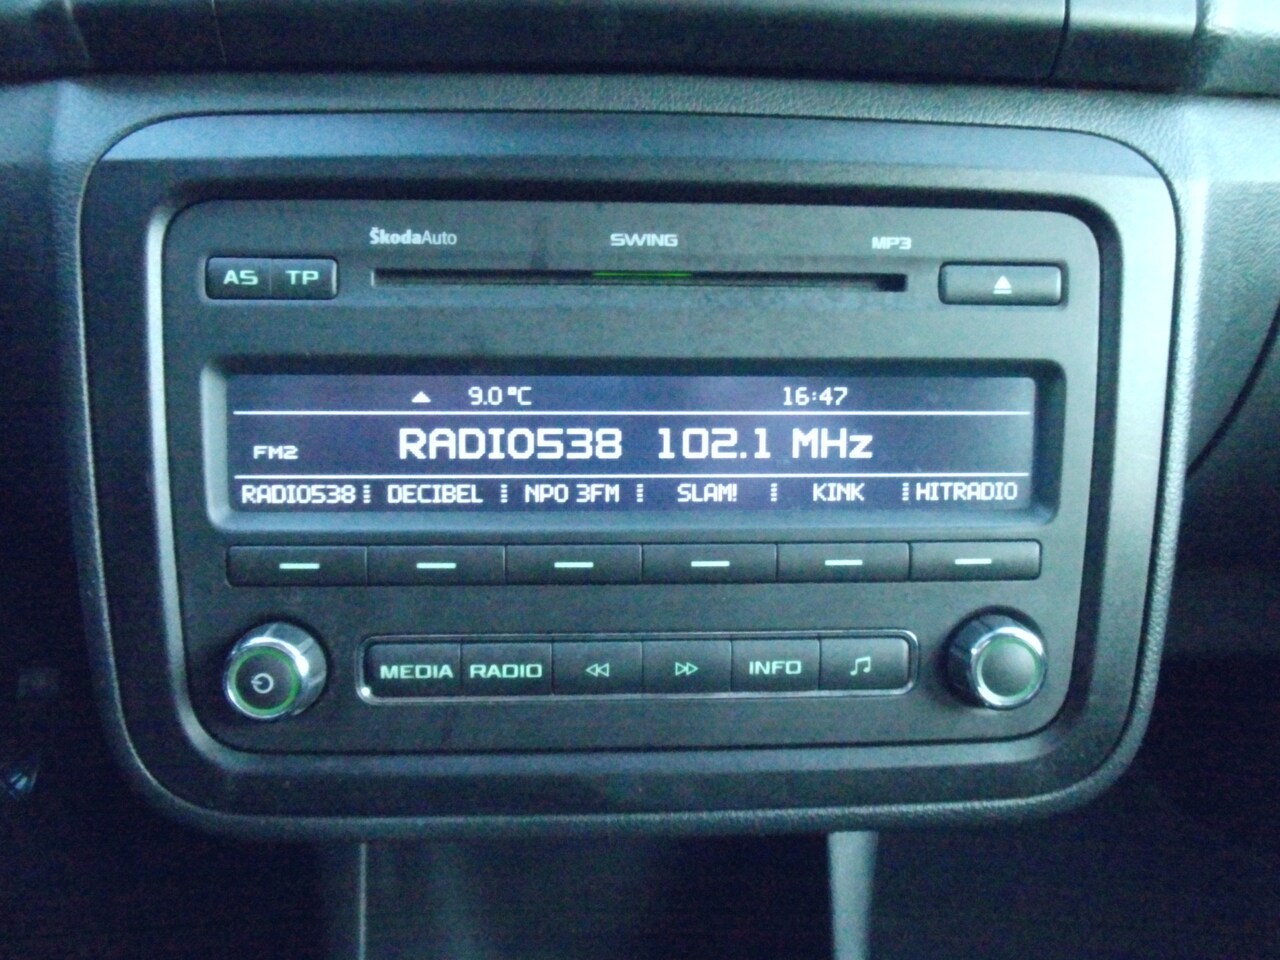 ŠkodaAuto SWING MP3
AS TP
9.0°C 16:47
FM2 RADIO538 102.1 MHz
RADIO538 DECIBEL NPO 3FM SLAM! KINK HITRADIO
MEDIA RADIO INFO